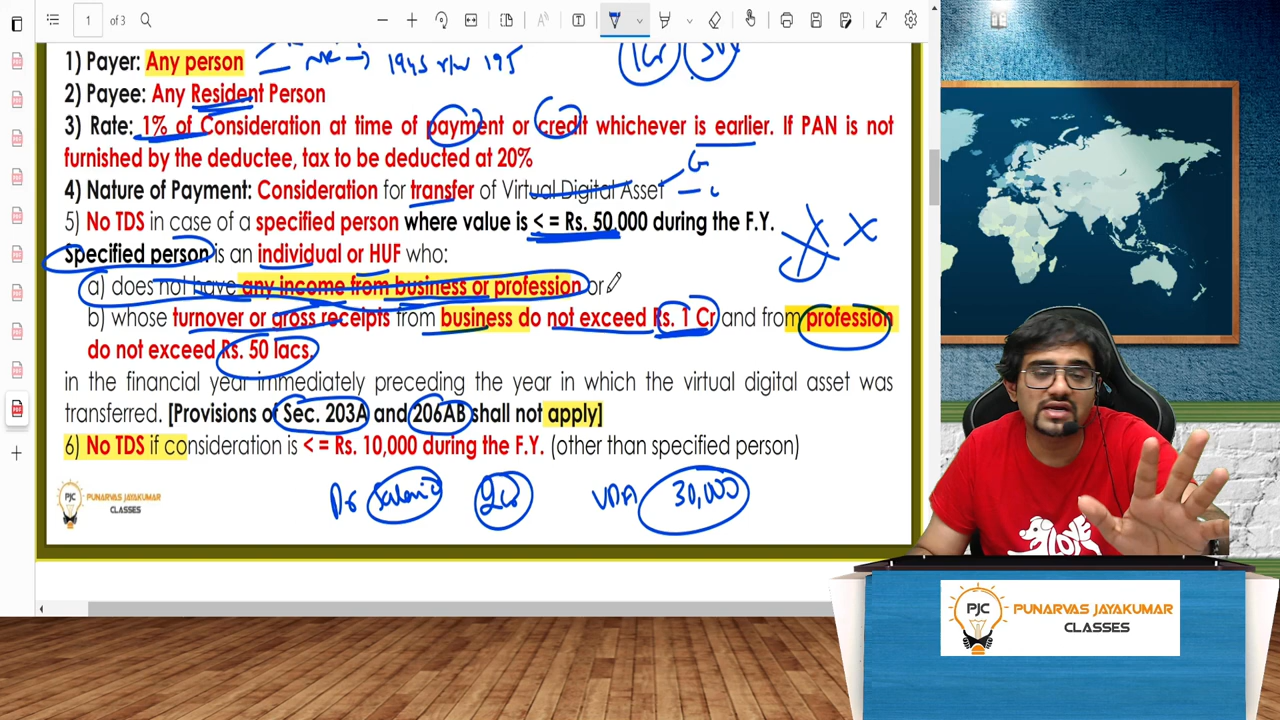 1
of 3
1) Payer: Any person
194S r/w 195
2) Payee: Any Resident Person
3) Rate: 1% of Consideration at time of payment or credit whichever is earlier. If PAN is not
furnished by the deductee, tax to be deducted at 20%
4) Nature of Payment: Consideration for transfer of Virtual Digital Asset
5) No TDS in case of a specified person where value is < = Rs. 50,000 during the F.Y.
Specified person is an individual or HUF who:
a) does not have any income from business or profession or
b) whose turnover or gross receipts from business do not exceed Rs. 1 Cr and from profession
do not exceed Rs. 50 lacs.
in the financial year immediately preceding the year in which the virtual digital asset was
transferred. [Provisions of Sec. 203A and 206AB shall not apply]
6) No TDS if consideration is < = Rs. 10,000 during the F.Y. (other than specified person)
VDA 30,000
PJC
PUNARVAS JAYAKUMAR
CLASSES
LOVE
PJC
PUNARVAS JAYAKUMAR
CLASSES